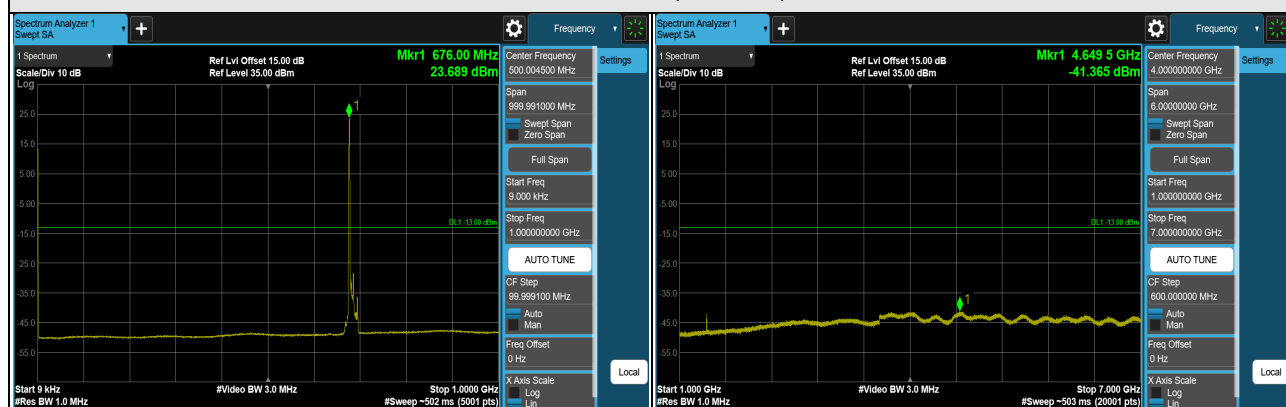 Spectrum Analyzer 1
Swept SA
+
Frequency
1 Spectrum
Scale/Div 10 dB
Log
Ref Lvl Offset 15.00 dB
Ref Level 35.00 dBm
Mkr1 676.00 MHz
23.689 dBm
1
25.0
15.0
5.00
-5.00
DL1 -13.00 dBm
-15.0
-25.0
-35.0
-45.0
-55.0
Start 9 kHz
#Res BW 1.0 MHz
#Video BW 3.0 MHz
Stop 1.0000 GHz
#Sweep ~502 ms (5001 pts)
Center Frequency
500.004500 MHz
Settings
Span
999.991000 MHz
Swept Span
Zero Span
Full Span
Start Freq
9.000 kHz
Stop Freq
1.000000000 GHz
AUTO TUNE
CF Step
99.999100 MHz
Auto
Man
Freq Offset
0 Hz
X Axis Scale
Log
Lin
Local
Spectrum Analyzer 1
Swept SA
+
Frequency
1 Spectrum
Scale/Div 10 dB
Log
Ref Lvl Offset 15.00 dB
Ref Level 35.00 dBm
Mkr1 4.649 5 GHz
-41.365 dBm
25.0
15.0
5.00
-5.00
DL1 -13.00 dBm
-15.0
-25.0
-35.0
1
-45.0
-55.0
Start 1.000 GHz
#Res BW 1.0 MHz
#Video BW 3.0 MHz
Stop 7.000 GHz
#Sweep ~503 ms (20001 pts)
Center Frequency
4.000000000 GHz
Settings
Span
6.00000000 GHz
Swept Span
Zero Span
Full Span
Start Freq
1.000000000 GHz
Stop Freq
7.000000000 GHz
AUTO TUNE
CF Step
600.000000 MHz
Auto
Man
Freq Offset
0 Hz
X Axis Scale
Log
Lin
Local